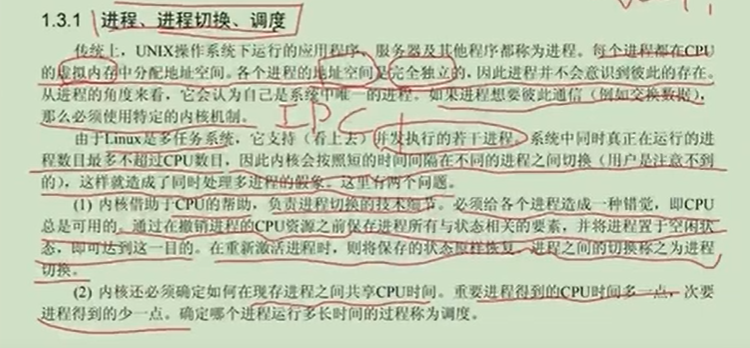 1.3.1 进程、进程切换、调度
传统上，UNIX操作系统下运行的应用程序、服务器及其他程序都称为进程。每个进程都在CPU
的虚拟内存中分配地址空间。各个进程的地址空间是完全独立的，因此进程并不会意识到彼此的存在。
从进程的角度来看，它会认为自己是系统中唯一的进程。如果进程想要彼此通信（例如交换数据），
那么必须使用特定的内核机制。
IPC
由于Linux是多任务系统，它支持（看上去）并发执行的若干进程。系统中同时真正在运行的进
程数目最多不超过CPU数目，因此内核会按照短的时间间隔在不同的进程之间切换（用户是注意不到
的），这样就造成了同时处理多进程的假象。这里有两个问题。
(1) 内核借助于CPU的帮助，负责进程切换的技术细节。必须给各个进程造成一种错觉，即CPU
总是可用的。通过在撤销进程的CPU资源之前保存进程所有与状态相关的要素，并将进程置于空闲状
态，即可达到这一目的。在重新激活进程时，则将保存的状态原样恢复。进程之间的切换称之为进程
切换。
(2) 内核还必须确定如何在现存进程之间共享CPU时间。重要进程得到的CPU时间多一点，次要
进程得到的少一点。确定哪个进程运行多长时间的过程称为调度。